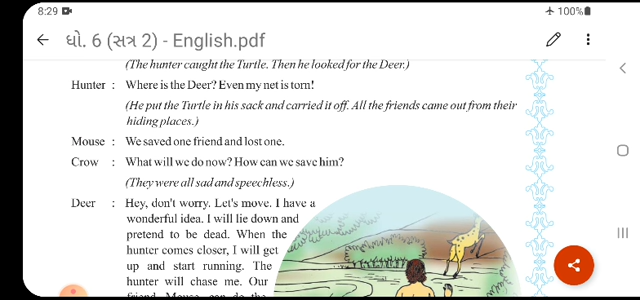 8:29 100%
ધો. 6 (સત્ર 2) - English.pdf
(The hunter caught the Turtle. Then he looked for the Deer.)
Hunter : Where is the Deer? Even my net is torn!
(He put the Turtle in his sack and carried it off. All the friends came out from their
hiding places.)
Mouse : We saved one friend and lost one.
Crow : What will we do now? How can we save him?
(They were all sad and speechless.)
Deer : Hey, don't worry. Let's move. I have a
wonderful idea. I will lie down and
pretend to be dead. When the
hunter comes closer, I will get
up and start running. The
hunter will chase me. Our
friend Mouse can do the